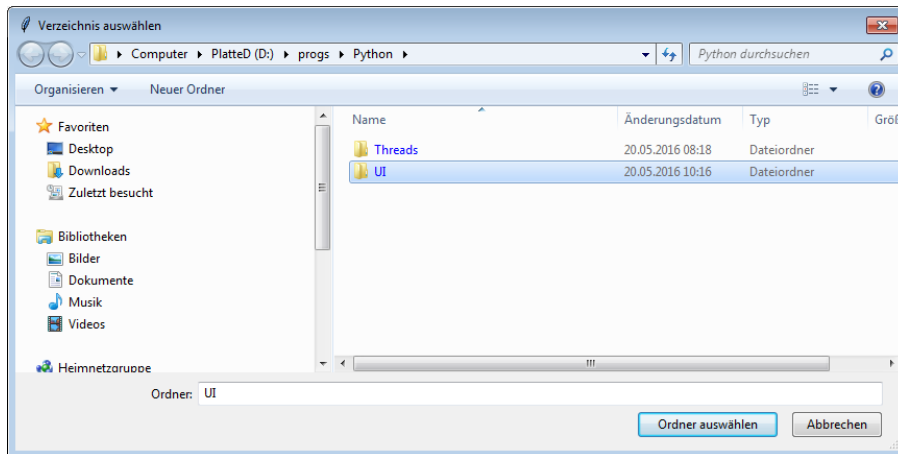 Verzeichnis auswählen
Computer PlatteD (D:) progs Python
Python durchsuchen
Organisieren Neuer Ordner
Favoriten
Desktop
Downloads
Zuletzt besucht
Bibliotheken
Bilder
Dokumente
Musik
Videos
Heimnetzgruppe
Name Änderungsdatum Typ Größ
Threads 20.05.2016 08:18 Dateiordner
UI 20.05.2016 10:16 Dateiordner
Ordner: UI
Ordner auswählen Abbrechen